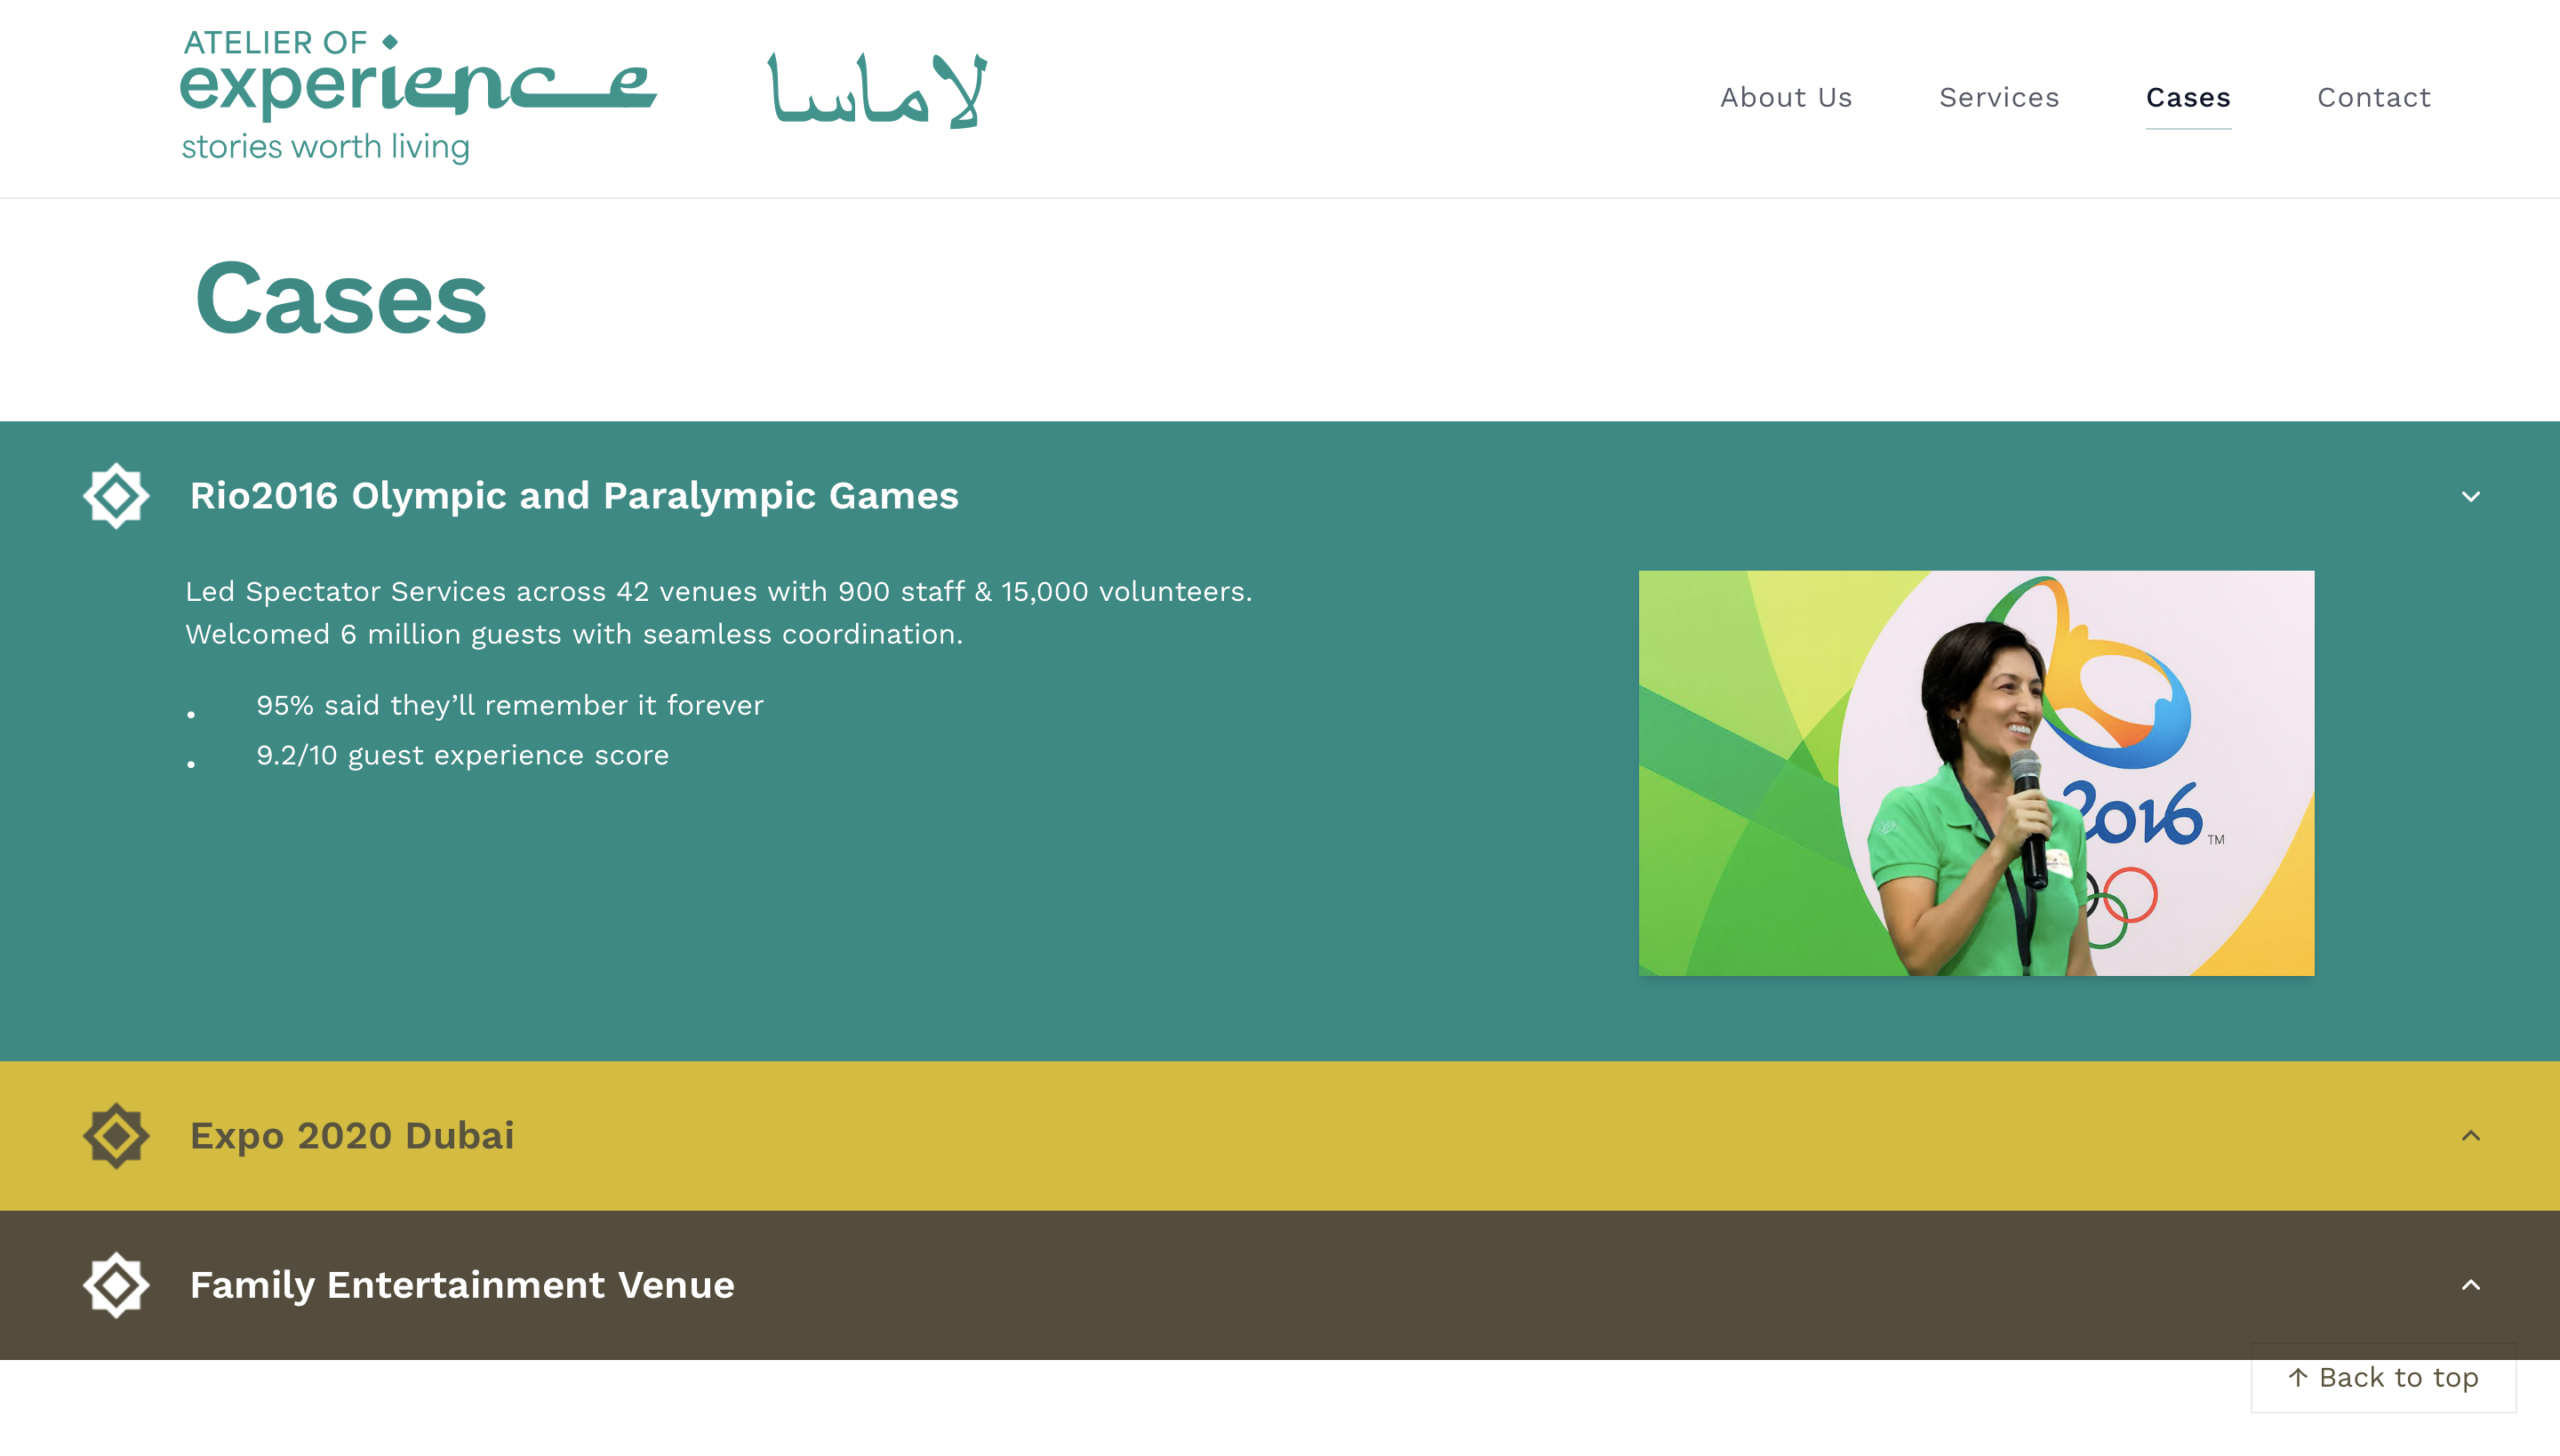 ATELIER OF
experience
stories worth living
لاماسا
About Us
Services
Cases
Contact
Cases
Rio2016 Olympic and Paralympic Games
Led Spectator Services across 42 venues with 900 staff & 15,000 volunteers.
Welcomed 6 million guests with seamless coordination.
• 95% said they’ll remember it forever
• 9.2/10 guest experience score
2016 TM
Expo 2020 Dubai
Family Entertainment Venue
↑ Back to top